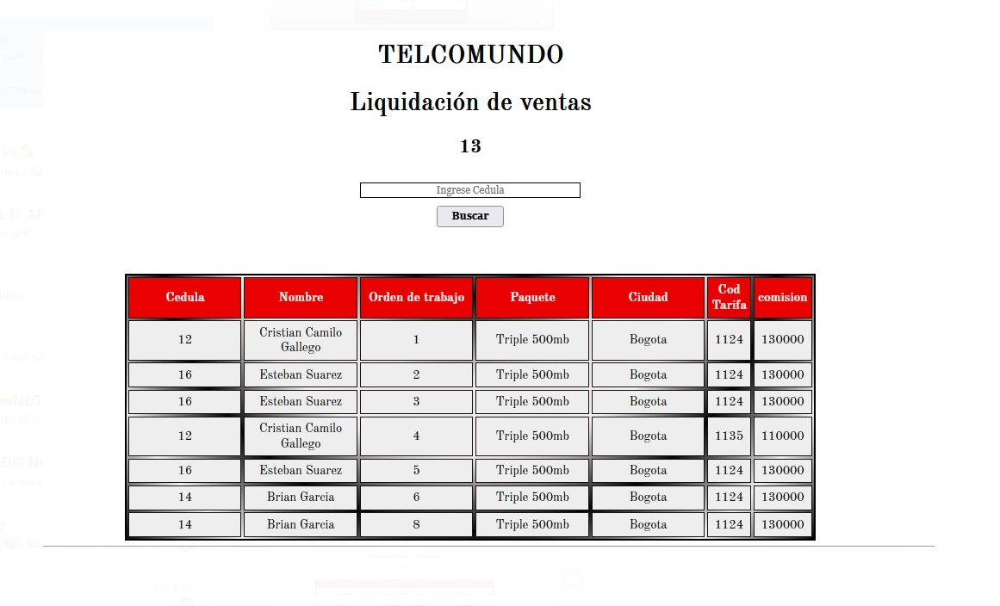 TELCOMUNDO
Liquidación de ventas
13
Ingrese Cedula
Buscar
Cedula Nombre Orden de trabajo Paquete Ciudad Cod Tarifa comision
12 Cristian Camilo Gallego 1 Triple 500mb Bogota 1124 130000
16 Esteban Suarez 2 Triple 500mb Bogota 1124 130000
16 Esteban Suarez 3 Triple 500mb Bogota 1124 130000
12 Cristian Camilo Gallego 4 Triple 500mb Bogota 1135 110000
16 Esteban Suarez 5 Triple 500mb Bogota 1124 130000
14 Brian Garcia 6 Triple 500mb Bogota 1124 130000
14 Brian Garcia 8 Triple 500mb Bogota 1124 130000